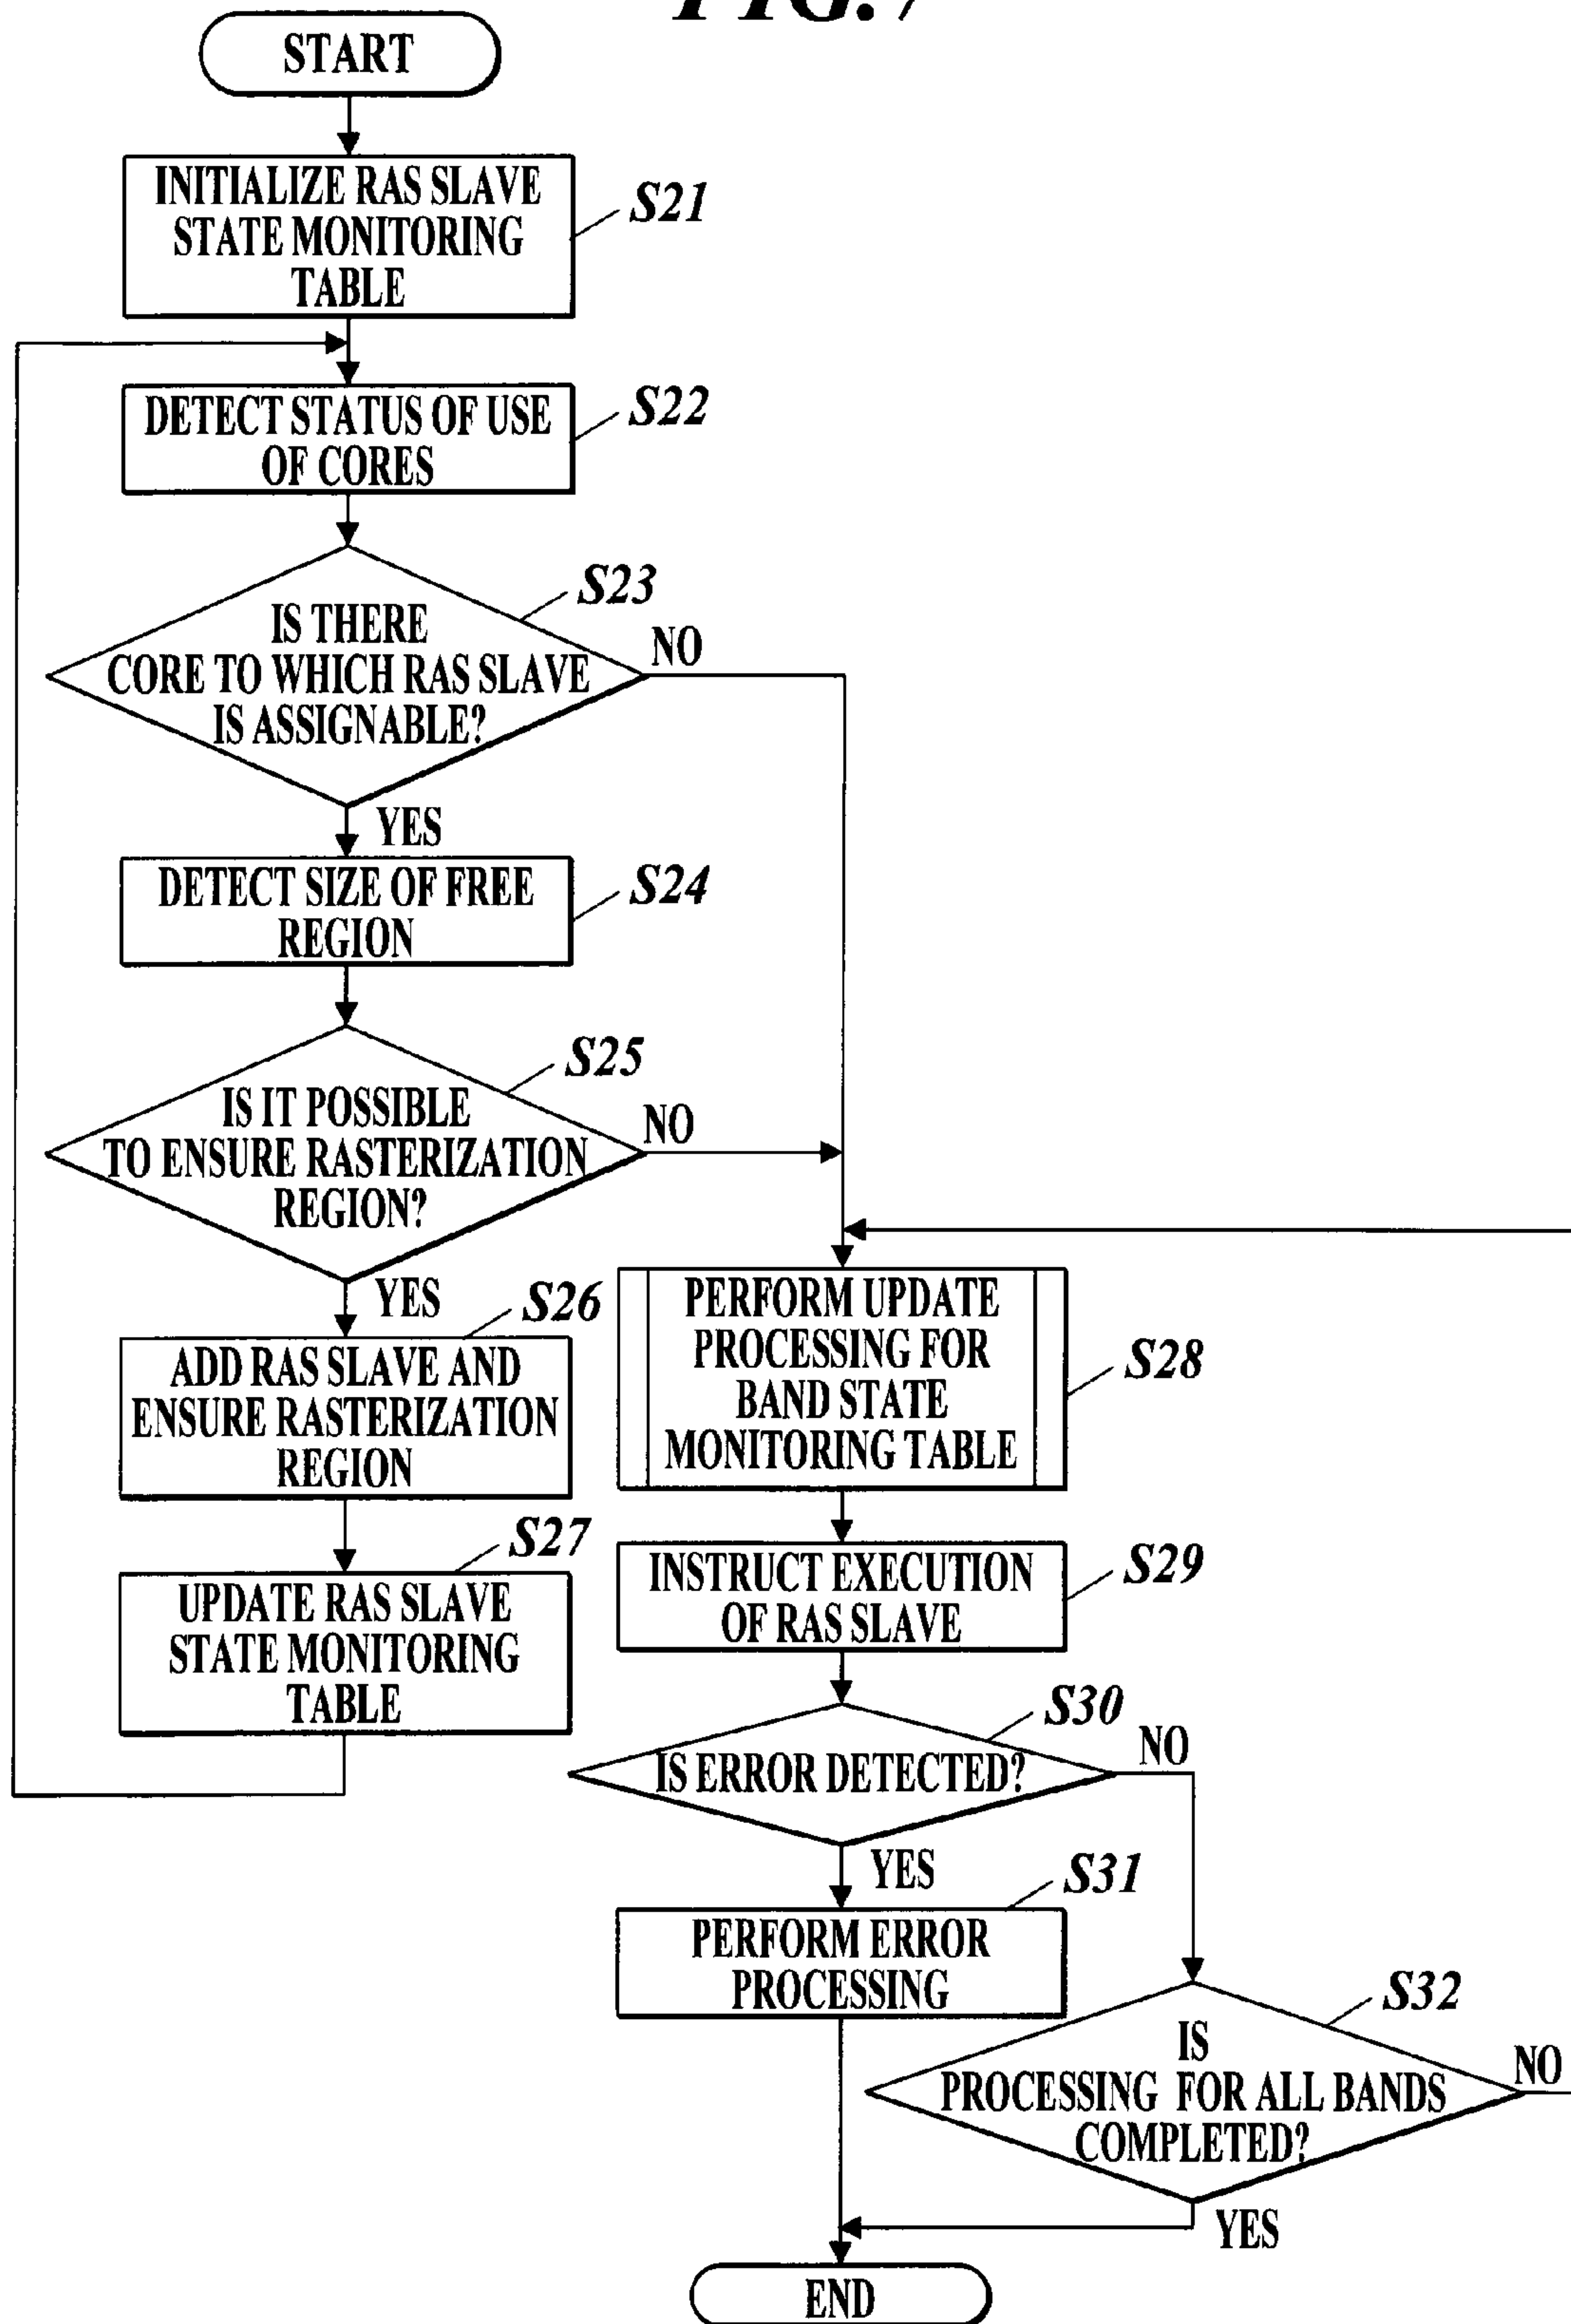 FIG. 7
START
INITIALIZE RAS SLAVE
STATE MONITORING
TABLE
S21
DETECT STATUS OF USE
OF CORES
S22
S23
IS THERE
CORE TO WHICH RAS SLAVE
IS ASSIGNABLE?
NO
YES
DETECT SIZE OF FREE
REGION
S24
S25
IS IT POSSIBLE
TO ENSURE RASTERIZATION
REGION?
NO
YES
S26
ADD RAS SLAVE AND
ENSURE RASTERIZATION
REGION
S27
UPDATE RAS SLAVE
STATE MONITORING
TABLE
PERFORM UPDATE
PROCESSING FOR
BAND STATE
MONITORING TABLE
S28
INSTRUCT EXECUTION
OF RAS SLAVE
S29
S30
IS ERROR DETECTED?
NO
YES
S31
PERFORM ERROR
PROCESSING
S32
IS
PROCESSING FOR ALL BANDS
COMPLETED?
NO
YES
END